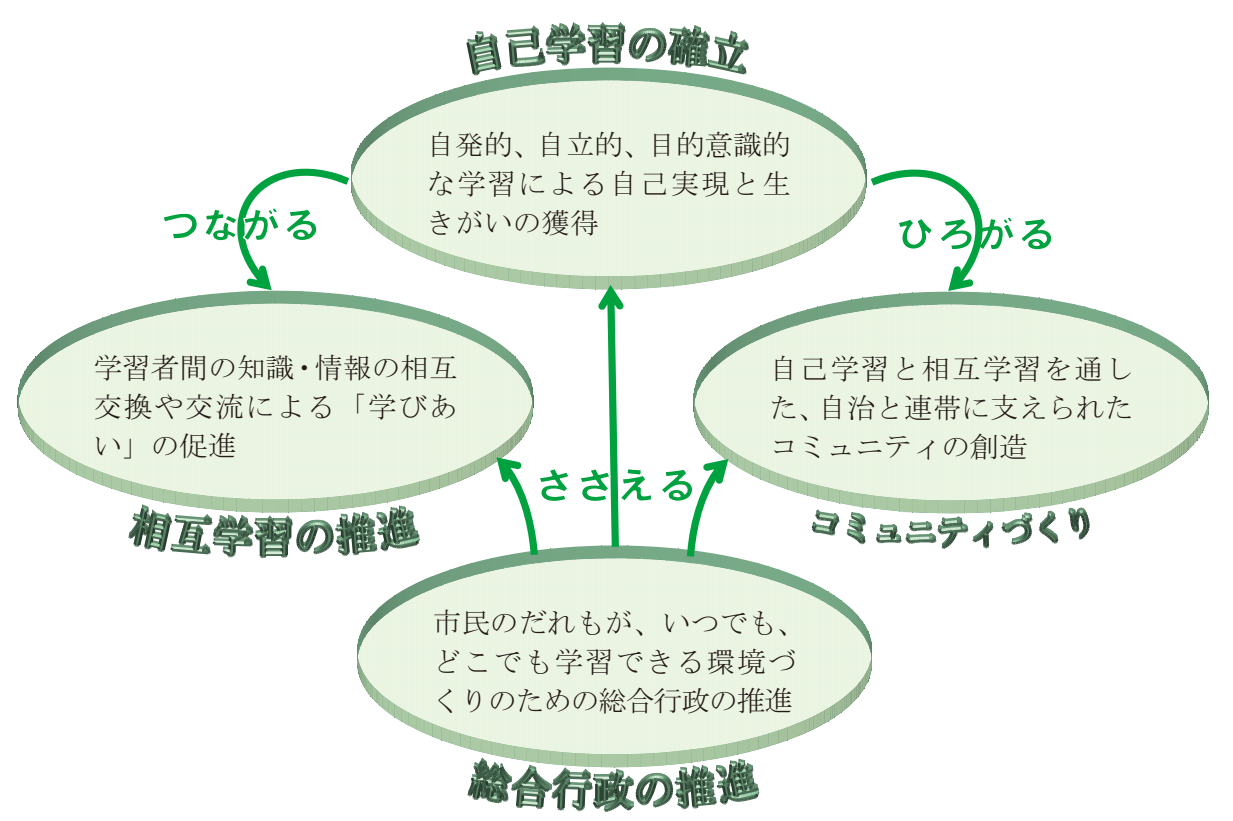 自己学習の確立
自発的、自立的、目的意識的
な学習による自己実現と生
きがいの獲得
つながる
ひろがる
学習者間の知識・情報の相互
交換や交流による「学びあ
い」の促進
相互学習の推進
自己学習と相互学習を通し
た、自治と連帯に支えられた
コミュニティの創造
コミュニティづくり
ささえる
市民のだれもが、いつでも、
どこでも学習できる環境づ
くりのための総合行政の推進
総合行政の推進